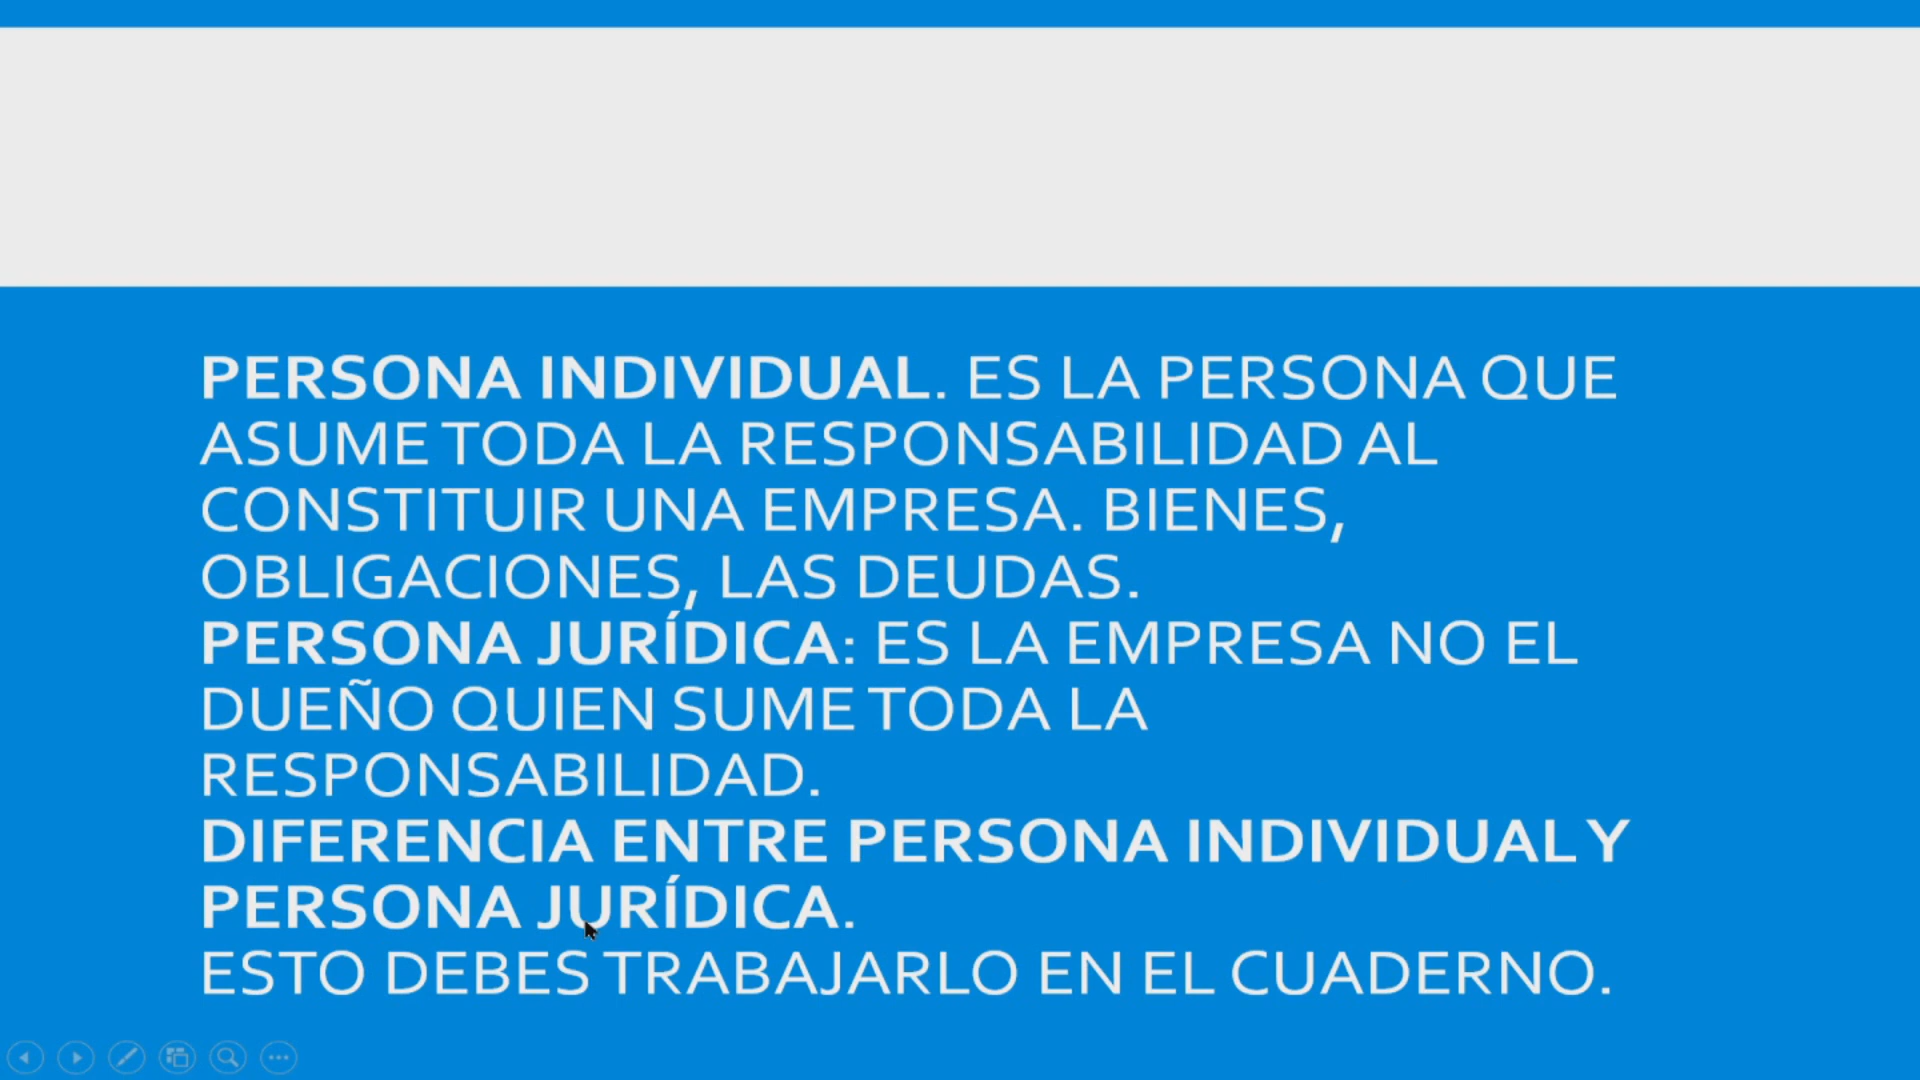 PERSONA INDIVIDUAL. ES LA PERSONA QUE
ASUME TODA LA RESPONSABILIDAD AL
CONSTITUIR UNA EMPRESA. BIENES,
OBLIGACIONES, LAS DEUDAS.
PERSONA JURÍDICA: ES LA EMPRESA NO EL
DUEÑO QUIEN SUME TODA LA
RESPONSABILIDAD.
DIFERENCIA ENTRE PERSONA INDIVIDUAL Y
PERSONA JURÍDICA.
ESTO DEBES TRABAJARLO EN EL CUADERNO.